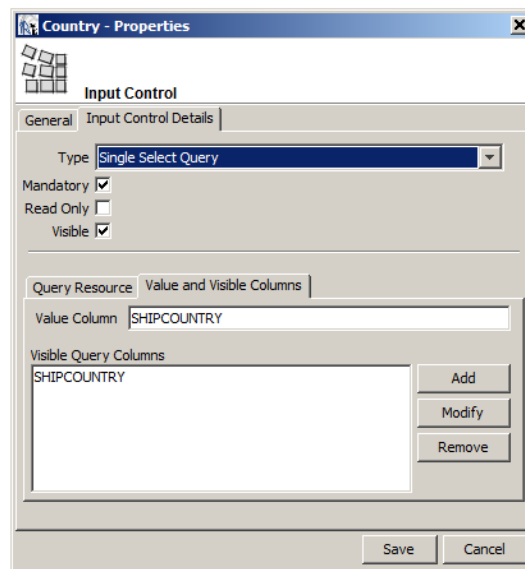 Country - Properties
Input Control
General Input Control Details
Type Single Select Query
Mandatory
Read Only
Visible
Query Resource Value and Visible Columns
Value Column SHIPCOUNTRY
Visible Query Columns
SHIPCOUNTRY
Add
Modify
Remove
Save Cancel